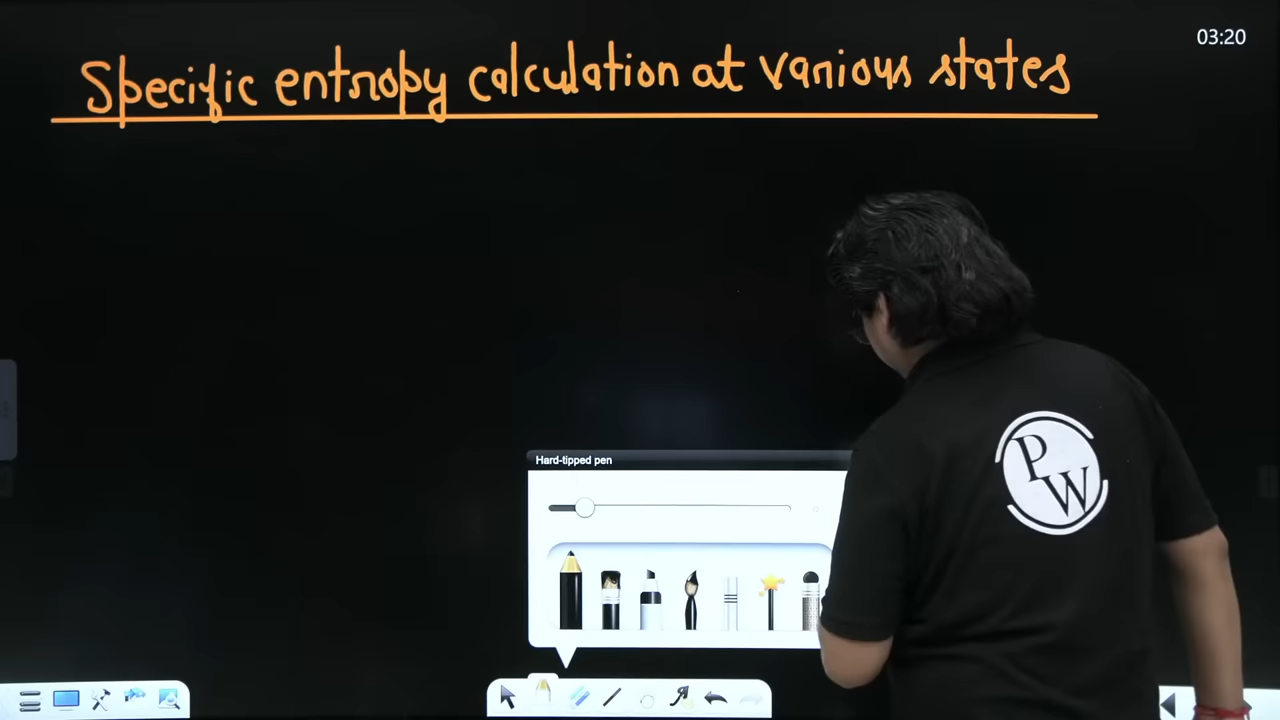 03:20
Specific entropy calculation at various states
Hard-tipped pen
PW